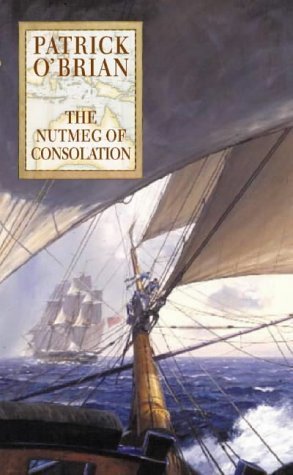 PATRICK
O'BRIAN
THE
NUTMEG OF
CONSOLATION